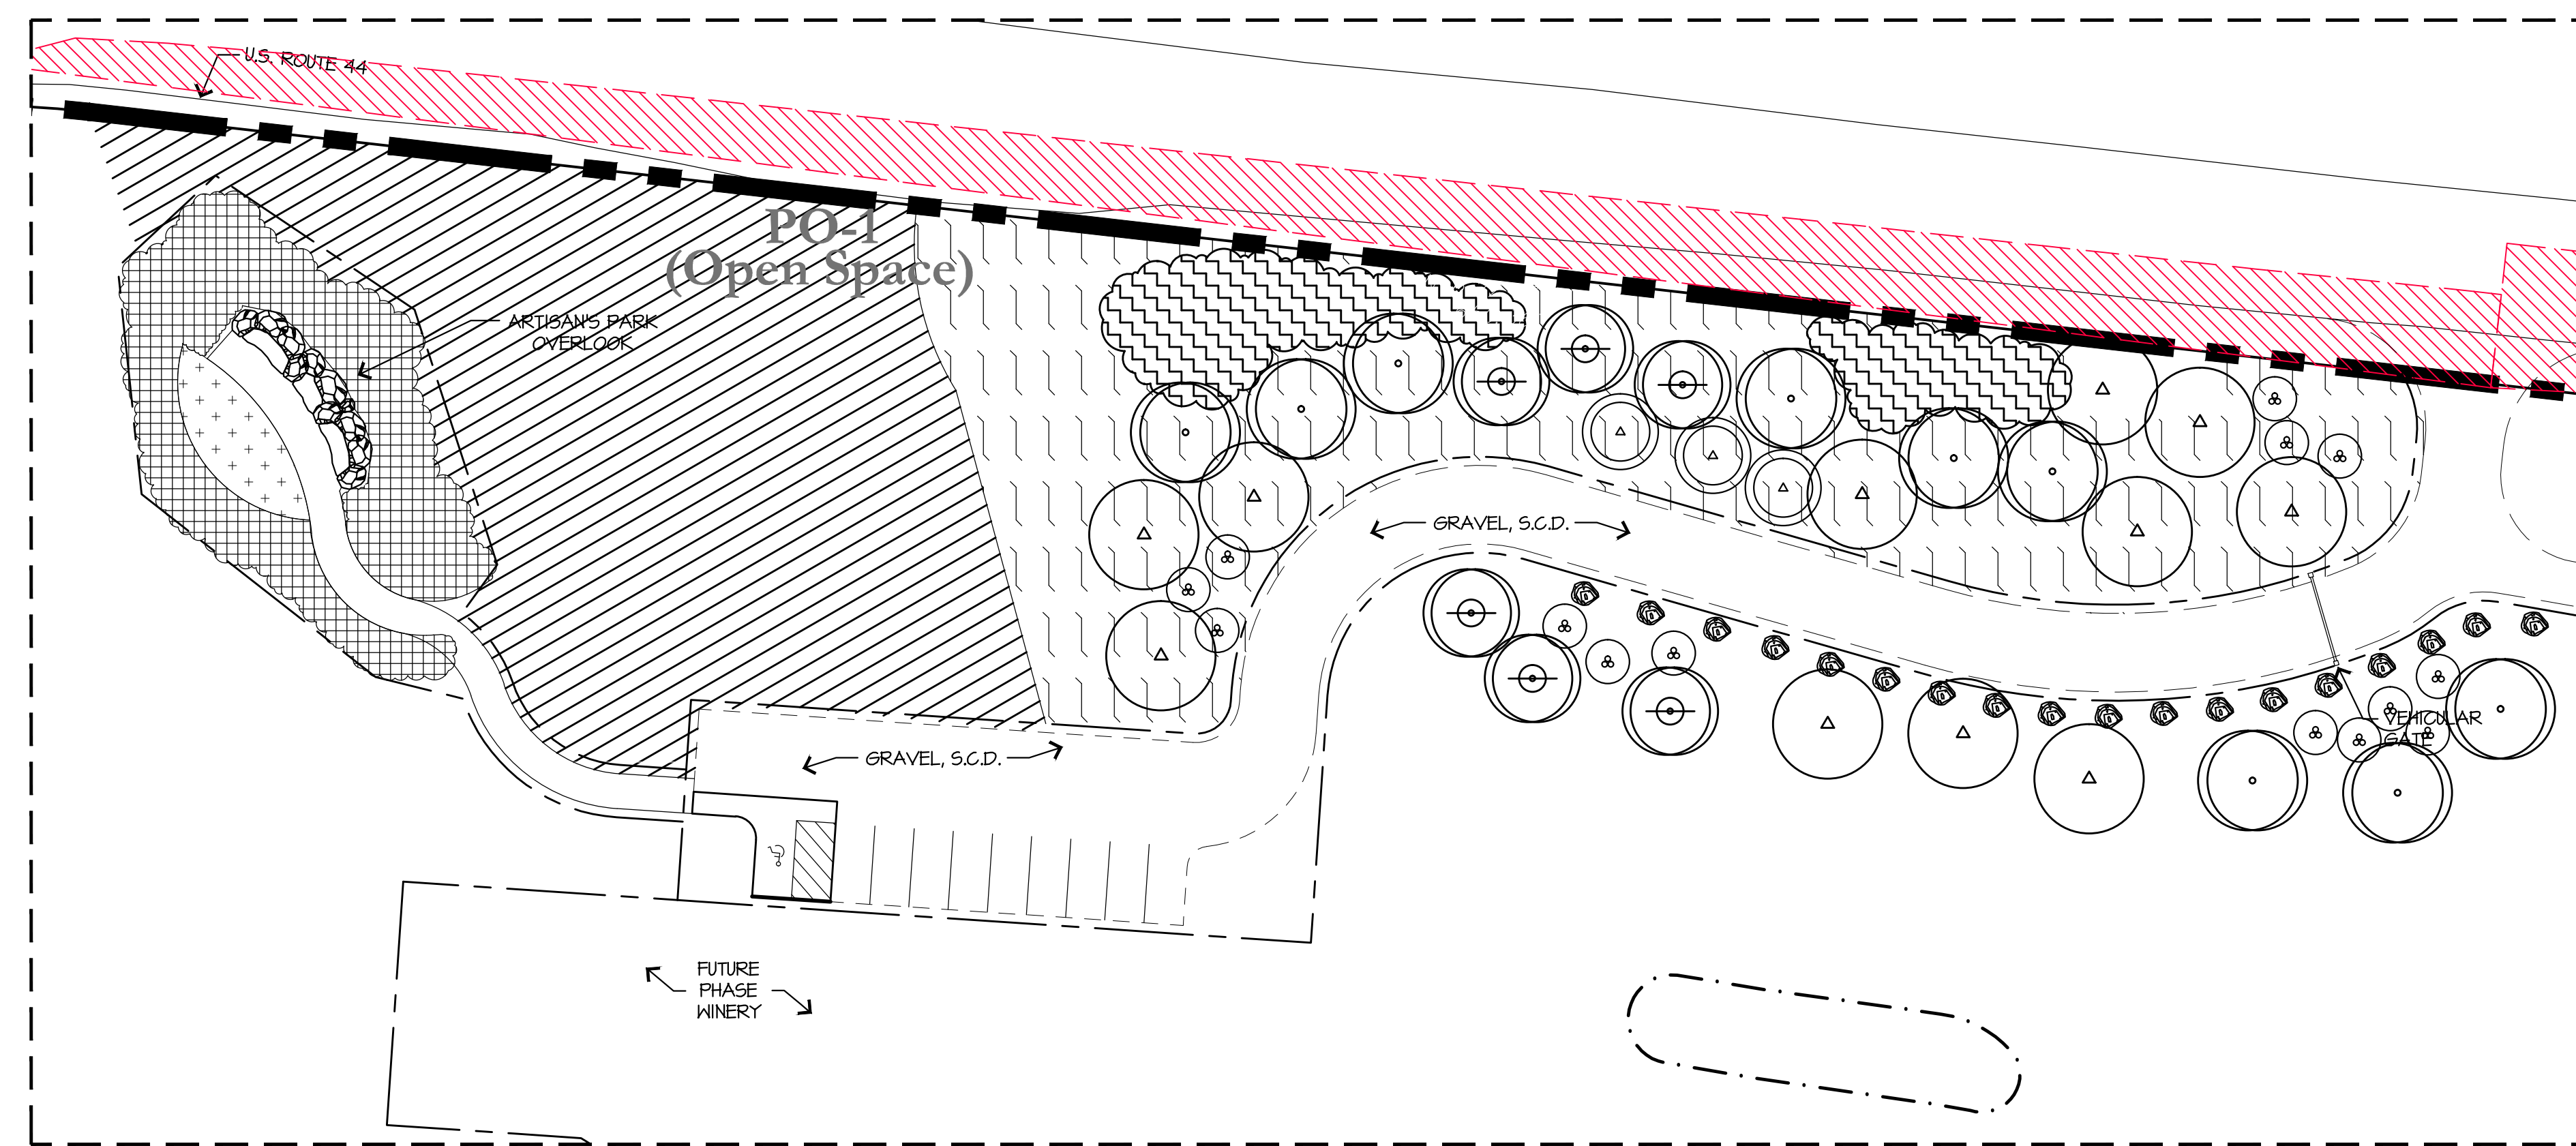 U.S. ROUTE 44
PO-1
(Open Space)
ARTISAN'S PARK
OVERLOOK
GRAVEL, S.C.D.
VEHICULAR
GATE
GRAVEL, S.C.D.
FUTURE
PHASE
WINERY